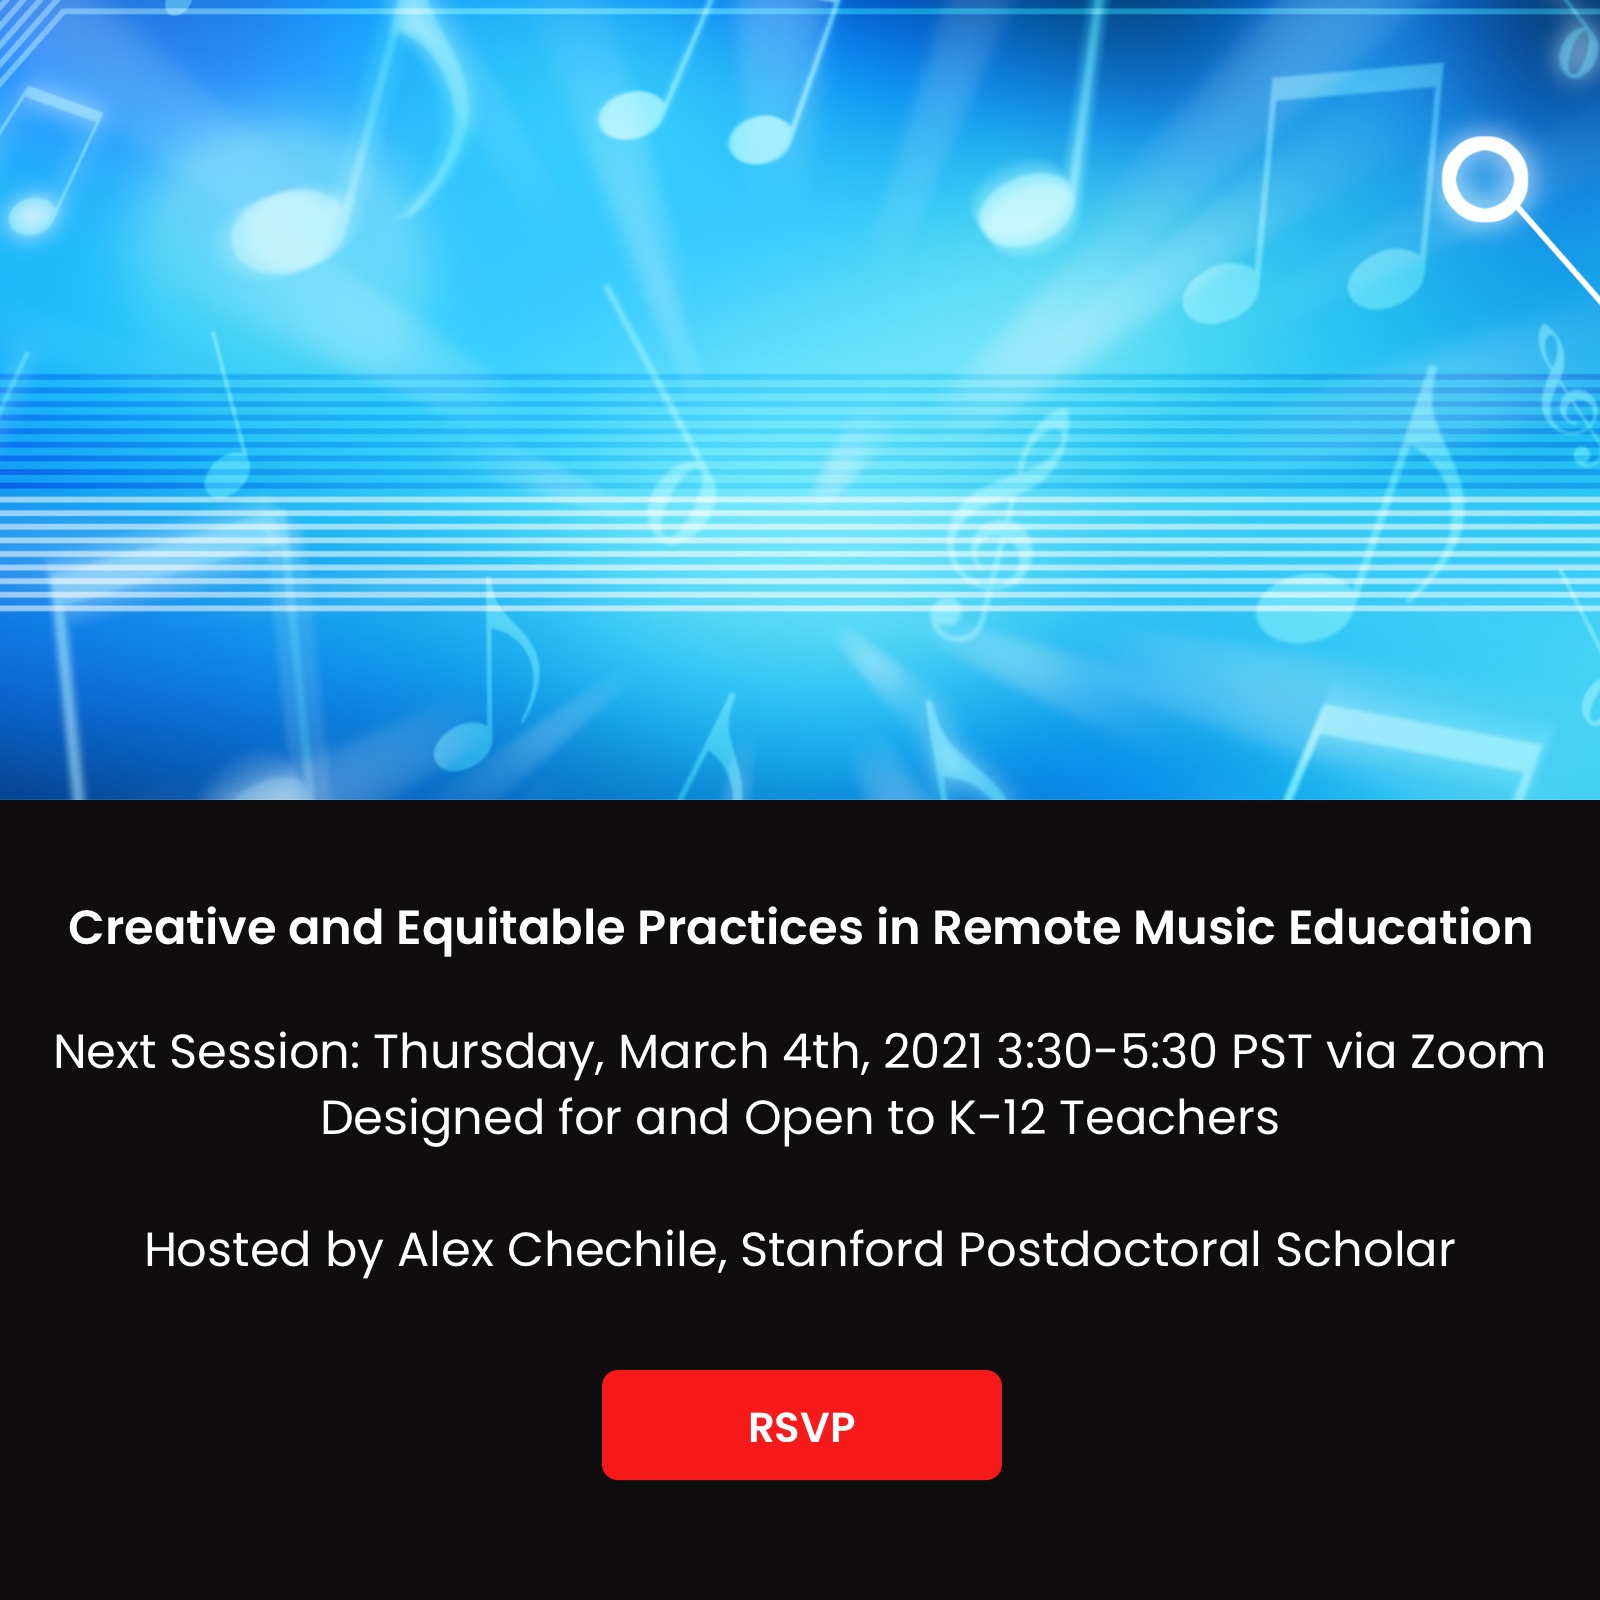 Creative and Equitable Practices in Remote Music Education
Next Session: Thursday, March 4th, 2021 3:30-5:30 PST via Zoom
Designed for and Open to K-12 Teachers
Hosted by Alex Chechile, Stanford Postdoctoral Scholar
RSVP